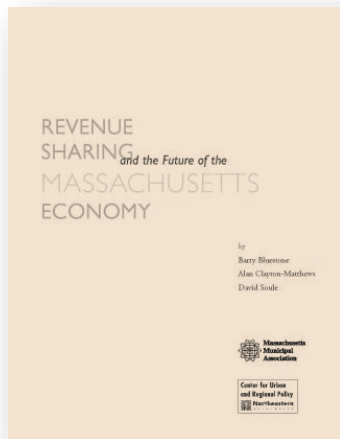 REVENUE
SHARING and the Future of the
MASSACHUSETTS
ECONOMY
by
Barry Bluestone
Alan Clayton-Matthews
David Soule
Massachusetts
Municipal
Association
Center for Urban
and Regional Policy
Northeastern
UNIVERSITY